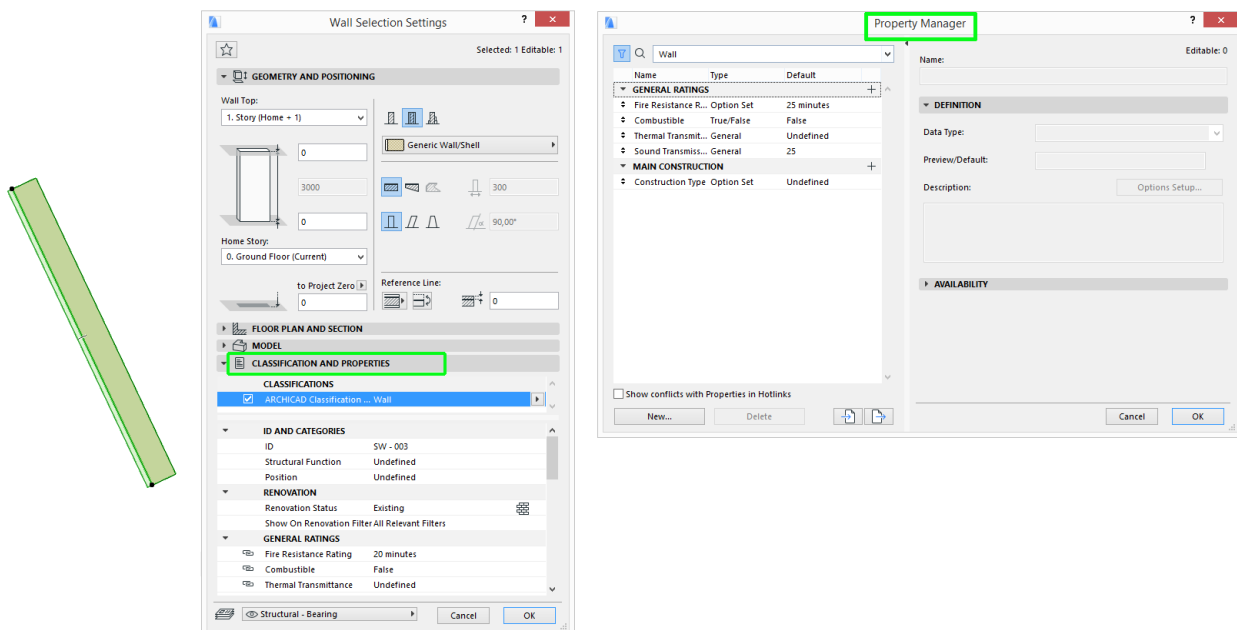 Wall Selection Settings
?
×
Selected: 1 Editable: 1
GEOMETRY AND POSITIONING
Wall Top:
1. Story (Home + 1)
0
Generic Wall/Shell
3000
300
0
90,00°
Home Story:
0. Ground Floor (Current)
to Project Zero
Reference Line:
0
0
FLOOR PLAN AND SECTION
MODEL
CLASSIFICATION AND PROPERTIES
CLASSIFICATIONS
ARCHICAD Classification ... Wall
ID AND CATEGORIES
ID SW - 003
Structural Function Undefined
Position Undefined
RENOVATION
Renovation Status Existing
Show On Renovation Filter All Relevant Filters
GENERAL RATINGS
Fire Resistance Rating 20 minutes
Combustible False
Thermal Transmittance Undefined
Structural - Bearing
Cancel
OK
Property Manager
?
×
Wall
Name Type Default
GENERAL RATINGS
Fire Resistance R... Option Set 25 minutes
Combustible True/False False
Thermal Transmit... General Undefined
Sound Transmiss... General 25
MAIN CONSTRUCTION
Construction Type Option Set Undefined
Show conflicts with Properties in Hotlinks
New...
Delete
Editable: 0
Name:
DEFINITION
Data Type:
Preview/Default:
Description:
Options Setup...
AVAILABILITY
Cancel
OK